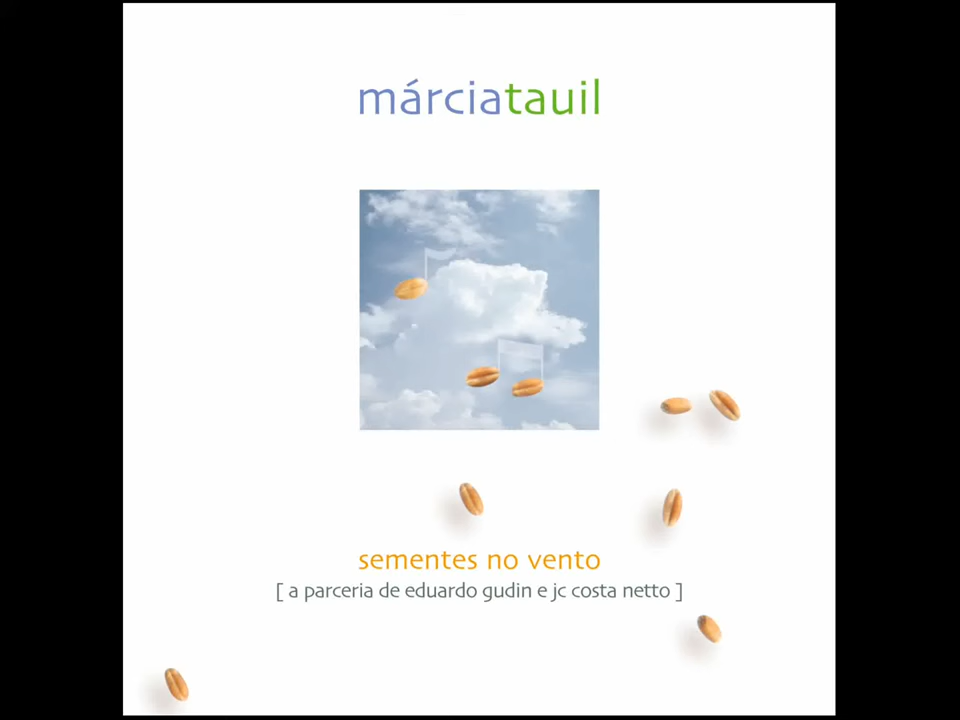 márciatauil
sementes no vento
[ a parceria de eduardo gudin e jc costa netto ]